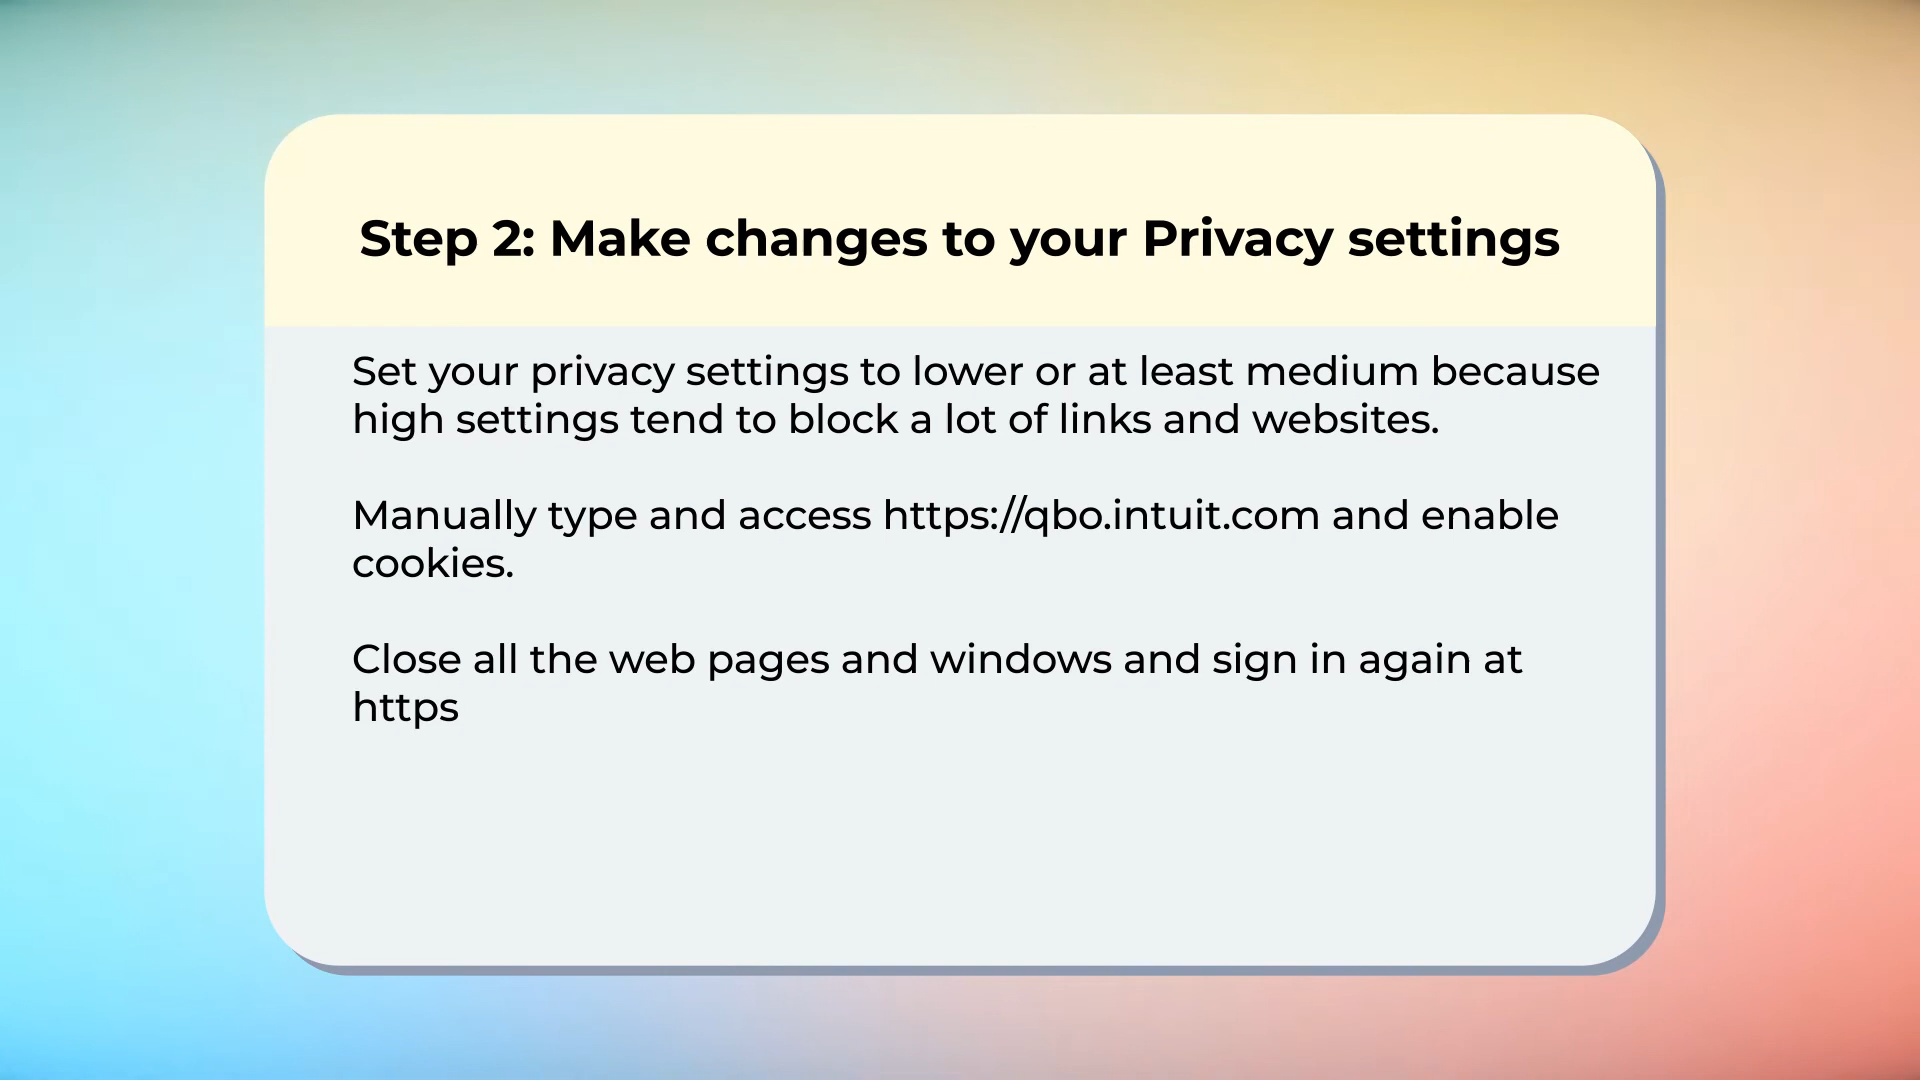 Step 2: Make changes to your Privacy settings
Set your privacy settings to lower or at least medium because
high settings tend to block a lot of links and websites.
Manually type and access https://qbo.intuit.com and enable
cookies.
Close all the web pages and windows and sign in again at
https